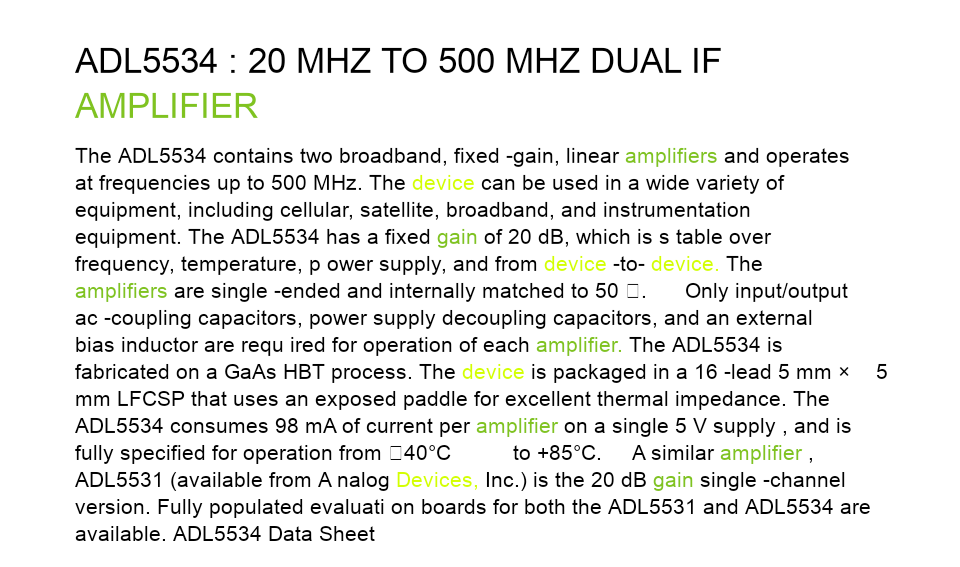 ADL5534 : 20 MHZ TO 500 MHZ DUAL IF
AMPLIFIER
The ADL5534 contains two broadband, fixed -gain, linear amplifiers and operates
at frequencies up to 500 MHz. The device can be used in a wide variety of
equipment, including cellular, satellite, broadband, and instrumentation
equipment. The ADL5534 has a fixed gain of 20 dB, which is s table over
frequency, temperature, p ower supply, and from device -to- device. The
amplifiers are single -ended and internally matched to 50 □. Only input/output
ac -coupling capacitors, power supply decoupling capacitors, and an external
bias inductor are requ ired for operation of each amplifier. The ADL5534 is
fabricated on a GaAs HBT process. The device is packaged in a 16 -lead 5 mm × 5
mm LFCSP that uses an exposed paddle for excellent thermal impedance. The
ADL5534 consumes 98 mA of current per amplifier on a single 5 V supply , and is
fully specified for operation from □40°C to +85°C. A similar amplifier ,
ADL5531 (available from A nalog Devices, Inc.) is the 20 dB gain single -channel
version. Fully populated evaluati on boards for both the ADL5531 and ADL5534 are
available. ADL5534 Data Sheet